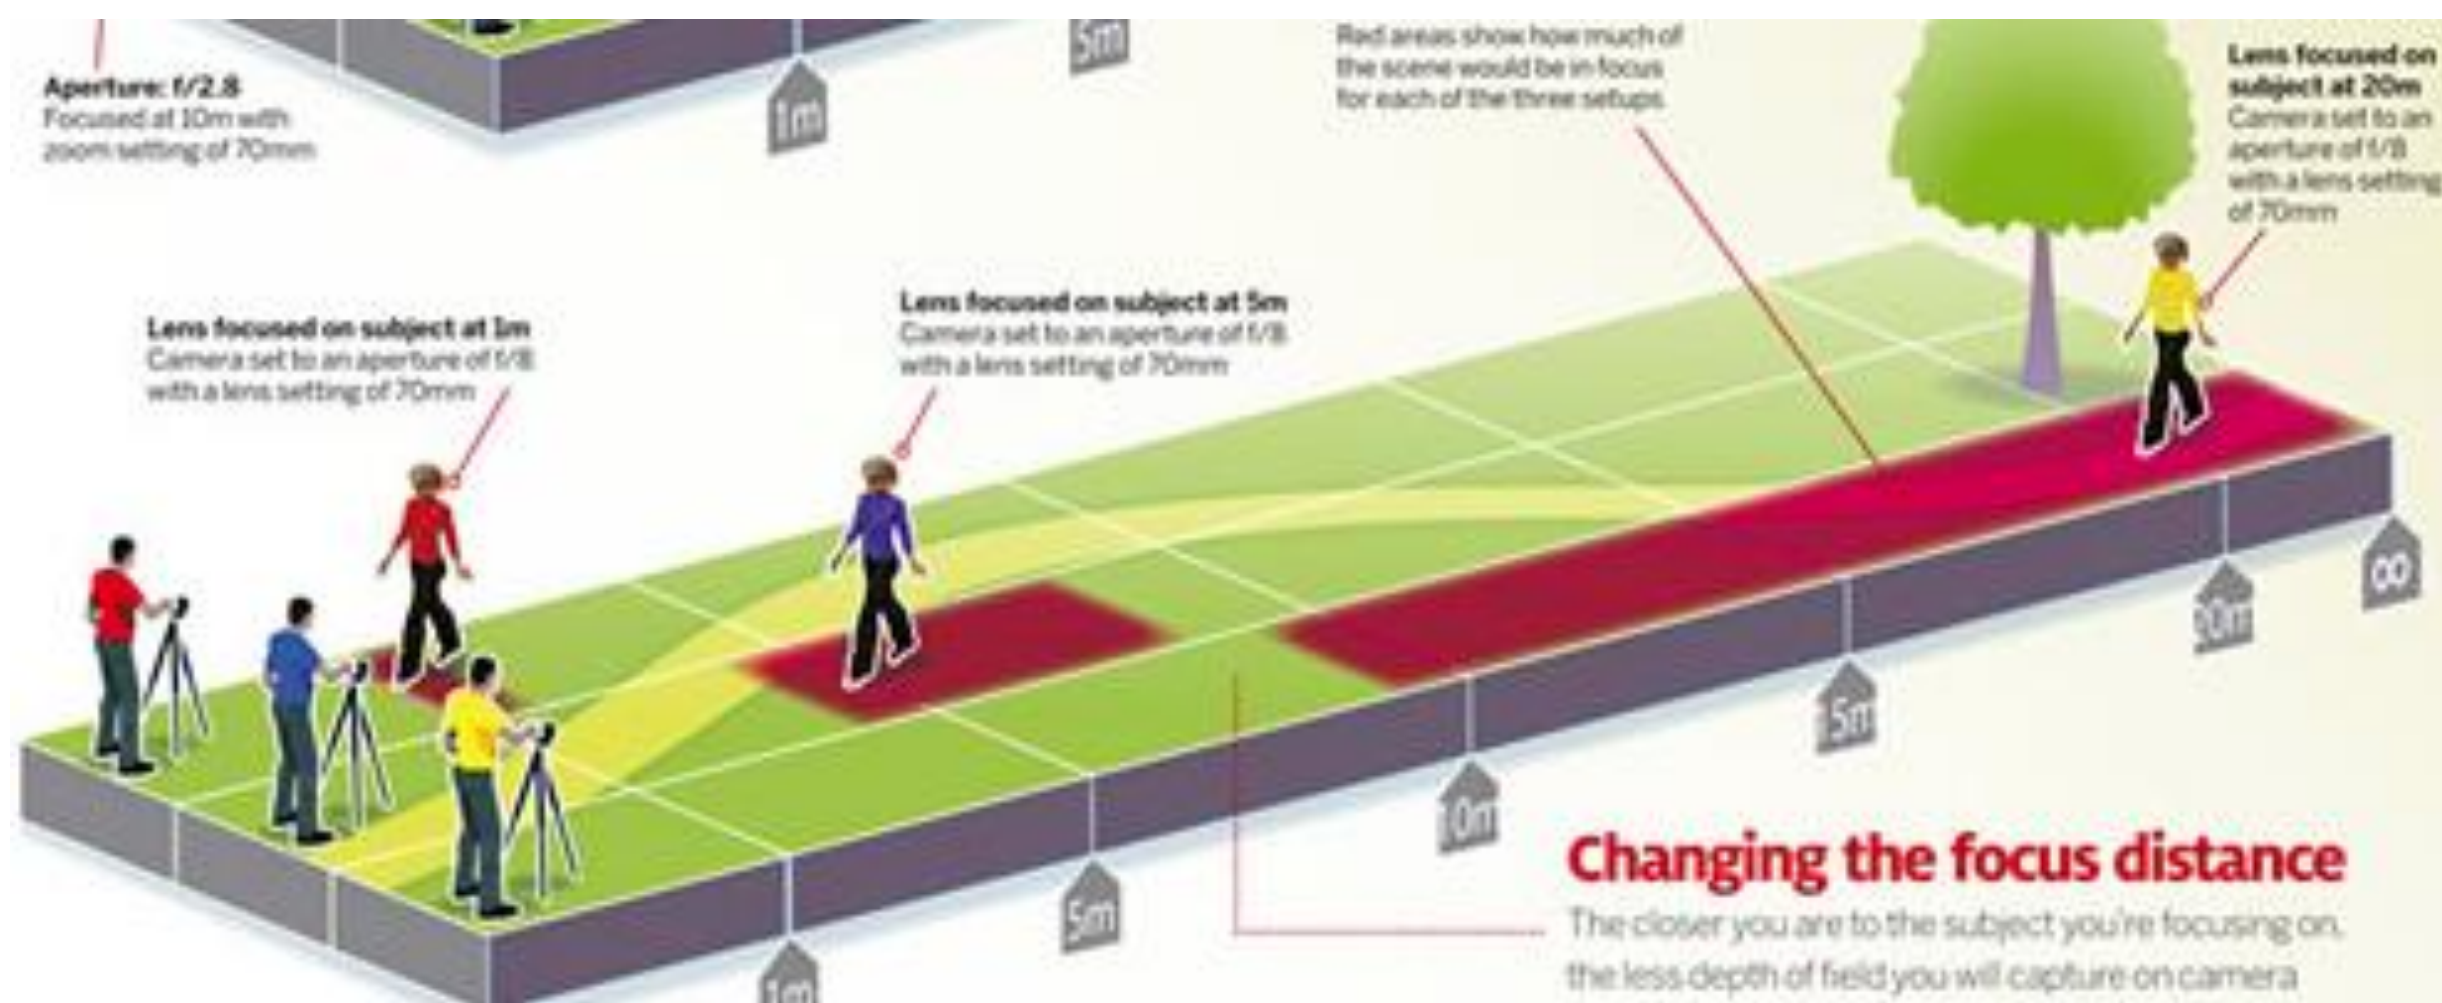 5m
Red areas show how much of
the scene would be in focus
for each of the three setups
Lens focused on
subject at 20m
Camera set to an
aperture of f/8
with a lens setting
of 70mm
Aperture: f/2.8
Focused at 10m with
zoom setting of 70mm
1m
Lens focused on subject at 5m
Camera set to an aperture of f/8
with a lens setting of 70mm
Lens focused on subject at 1m
Camera set to an aperture of f/8
with a lens setting of 70mm
∞
20m
15m
10m
5m
1m
Changing the focus distance
The closer you are to the subject you're focusing on,
the less depth of field you will capture on camera